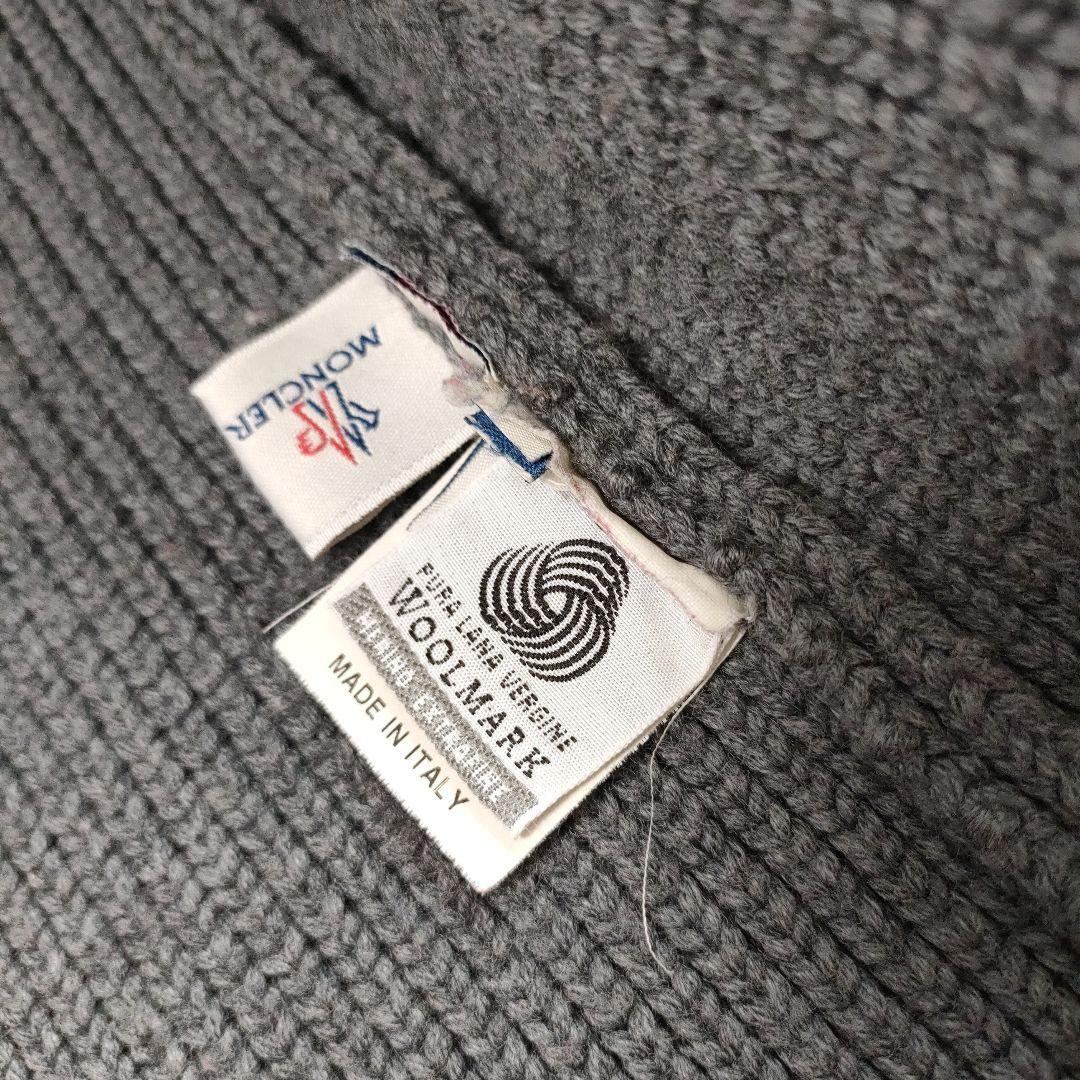 MONCLER
PURA LANA VERGINE
WOOLMARK
MADE IN ITALY